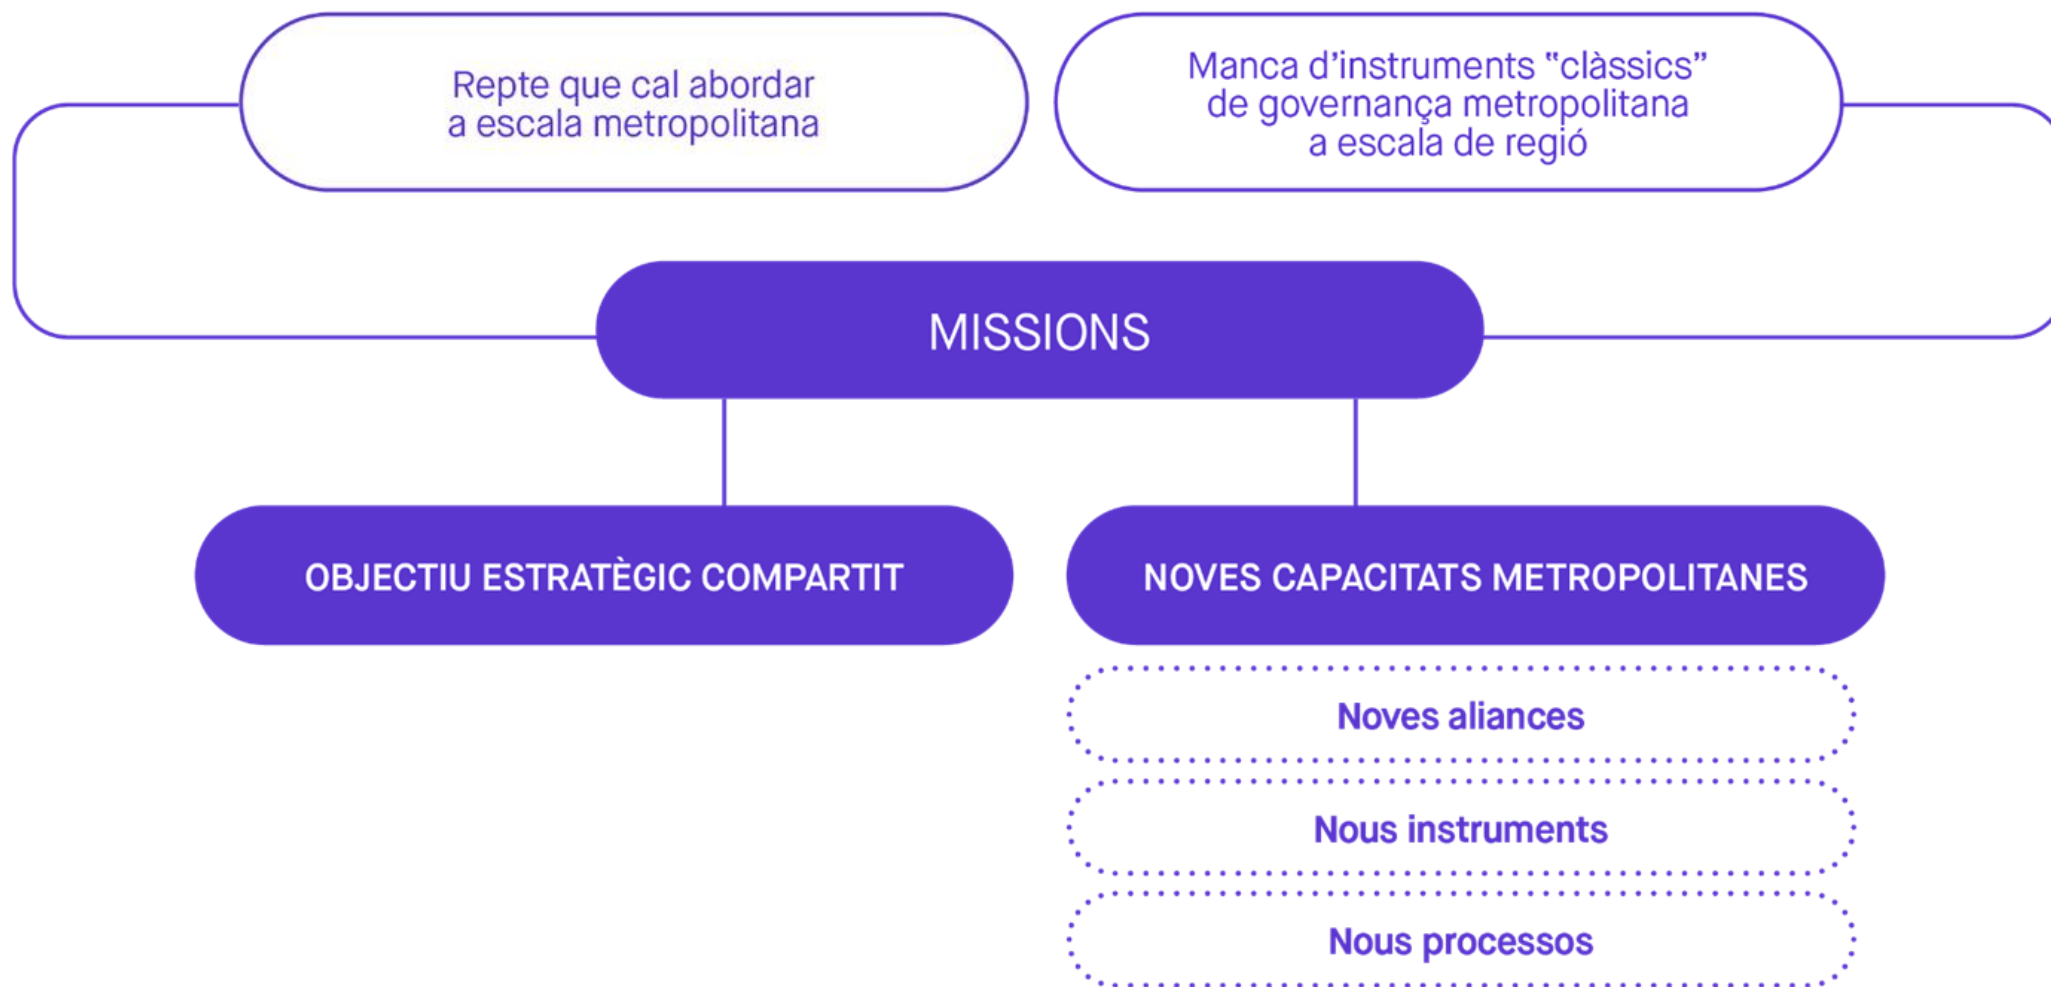 Repte que cal abordar
a escala metropolitana
Manca d’instruments “clàssics”
de governança metropolitana
a escala de regió
MISSIONS
OBJECTIU ESTRATÈGIC COMPARTIT
NOVES CAPACITATS METROPOLITANES
Noves aliances
Nous instruments
Nous processos